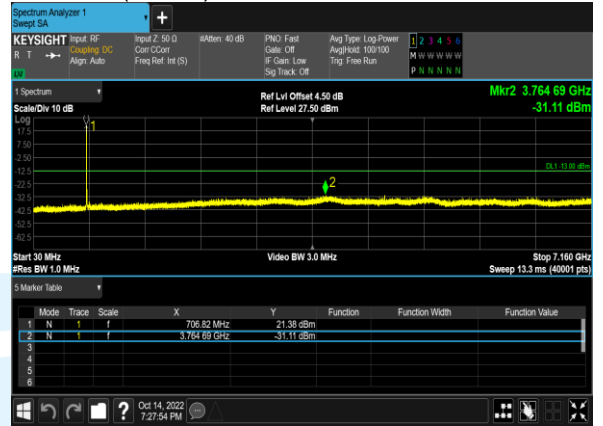 Spectrum Analyzer 1
Swept SA
KEYSIGHT Input: RF Input Z: 50 Ω #Atten: 40 dB PNO: Fast Avg Type: Log-Power 1 2 3 4 5 6
R T Coupling: DC Corr CCorr Gate: Off Avg|Hold: 100/100 M W W W W W
Align: Auto Freq Ref: Int (S) IF Gain: Low Trig: Free Run
Sig Track: Off P N N N N N
LV
1 Spectrum Ref Lvl Offset 4.50 dB Mkr2 3.764 69 GHz
Scale/Div 10 dB Ref Level 27.50 dBm -31.11 dBm
Log 1
17.5
7.50
-2.50
-12.5 DL1 -13.00 dBm
-22.5 2
-32.5
-42.5
-52.5
-62.5
Start 30 MHz Video BW 3.0 MHz Stop 7.160 GHz
#Res BW 1.0 MHz Sweep 13.3 ms (40001 pts)
5 Marker Table
Mode Trace Scale X Y Function Function Width Function Value
1 N 1 f 706.82 MHz 21.38 dBm
2 N 1 f 3.764 69 GHz -31.11 dBm
3
4
5
6
? Oct 14, 2022
7:27:54 PM